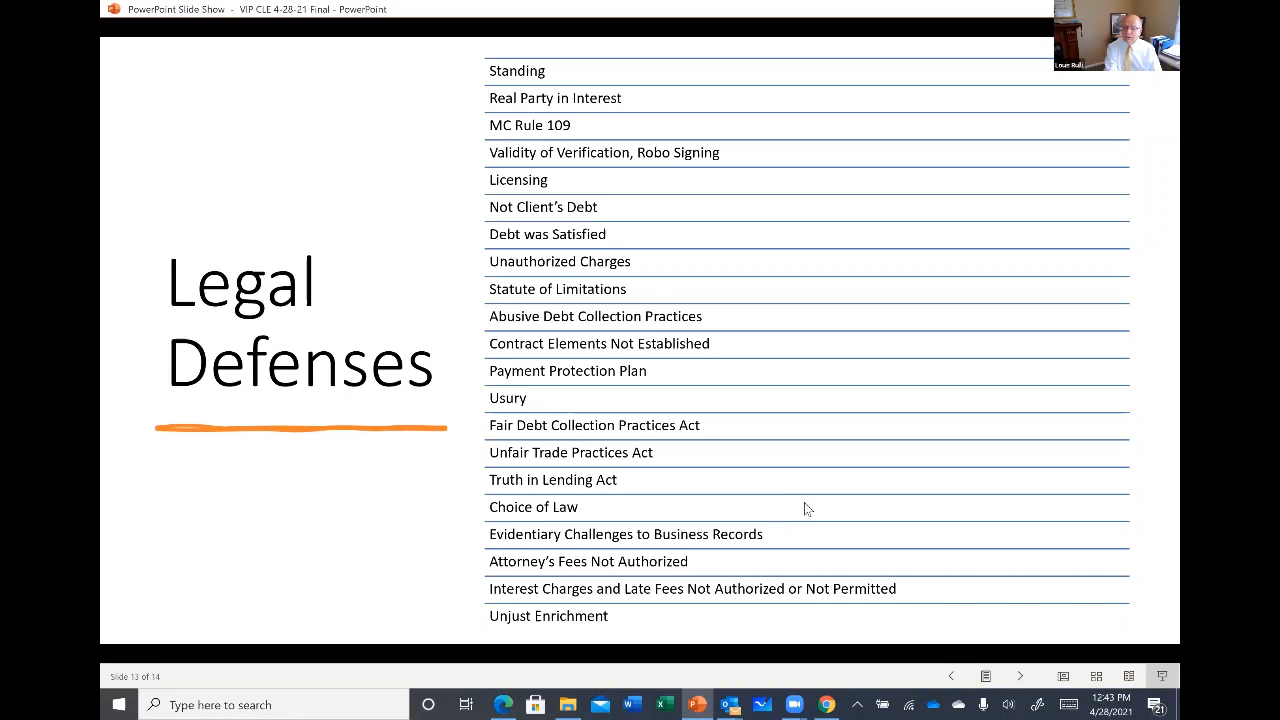 PowerPoint Slide Show - VIP CLE 4-28-21 Final - PowerPoint
Louis Rulli
Legal
Defenses
Standing
Real Party in Interest
MC Rule 109
Validity of Verification, Robo Signing
Licensing
Not Client’s Debt
Debt was Satisfied
Unauthorized Charges
Statute of Limitations
Abusive Debt Collection Practices
Contract Elements Not Established
Payment Protection Plan
Usury
Fair Debt Collection Practices Act
Unfair Trade Practices Act
Truth in Lending Act
Choice of Law
Evidentiary Challenges to Business Records
Attorney’s Fees Not Authorized
Interest Charges and Late Fees Not Authorized or Not Permitted
Unjust Enrichment
Slide 13 of 14
Type here to search
12:43 PM
4/28/2021
21